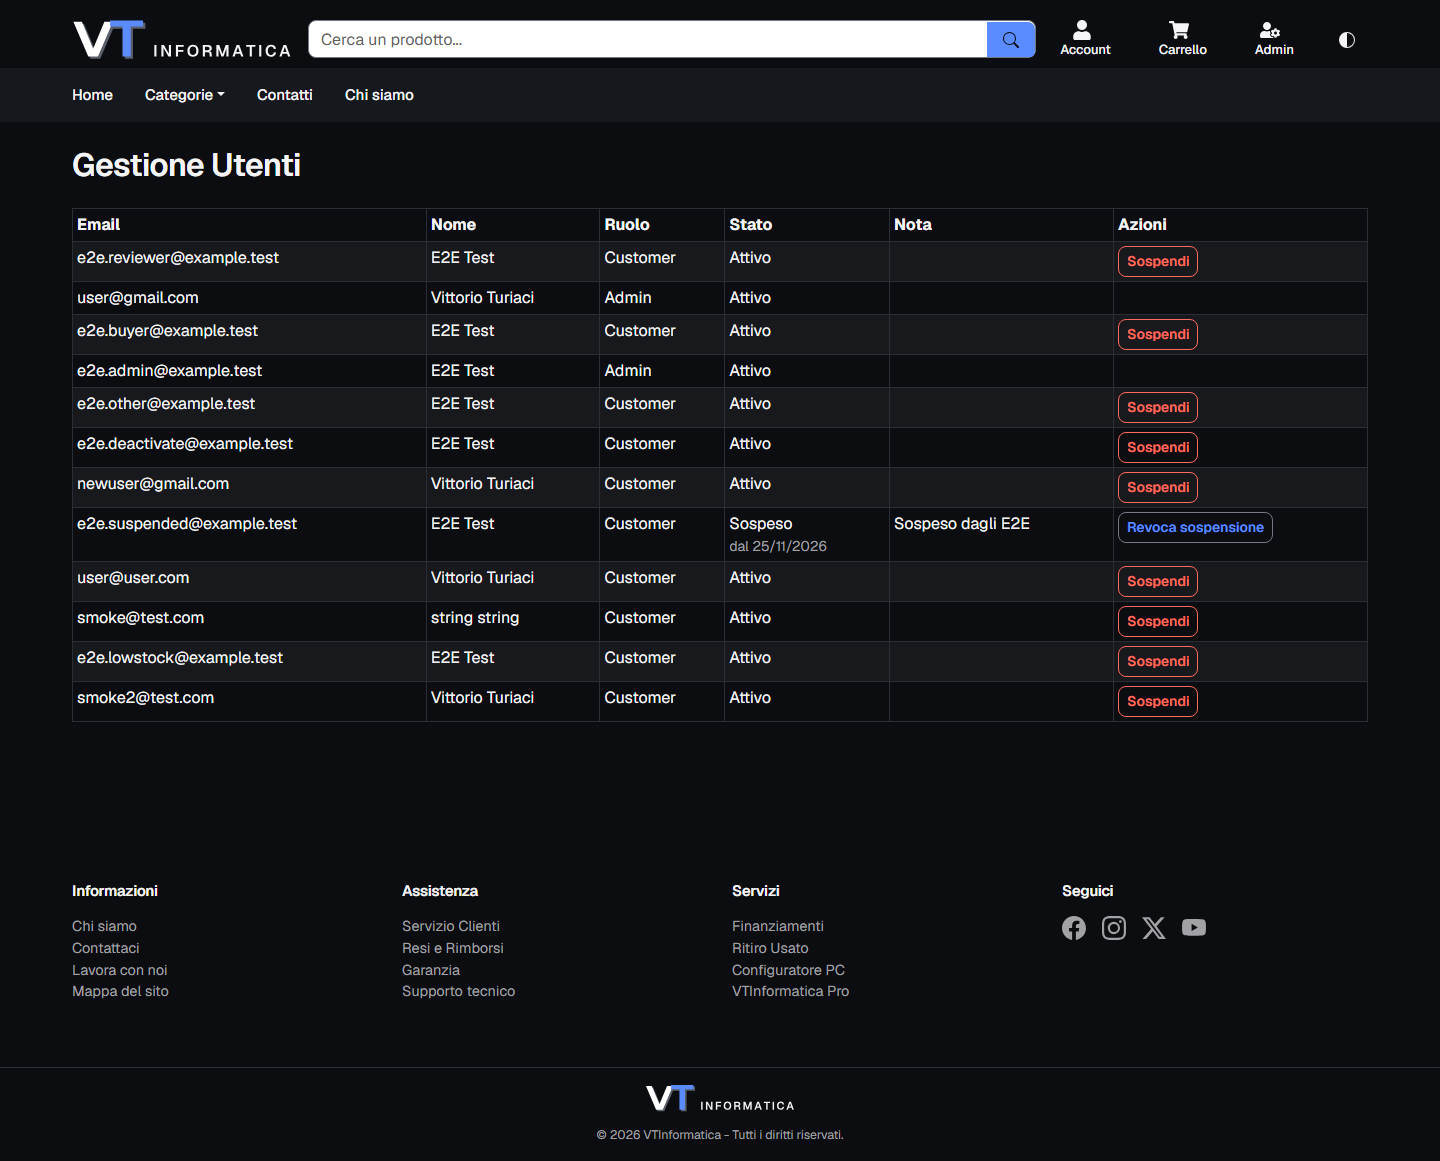 VT INFORMATICA
Cerca un prodotto...
Account
Carrello
Admin
Home
Categorie
Contatti
Chi siamo
Gestione Utenti
Email Nome Ruolo Stato Nota Azioni
e2e.reviewer@example.test E2E Test Customer Attivo Sospendi
user@gmail.com Vittorio Turiaci Admin Attivo
e2e.buyer@example.test E2E Test Customer Attivo Sospendi
e2e.admin@example.test E2E Test Admin Attivo
e2e.other@example.test E2E Test Customer Attivo Sospendi
e2e.deactivate@example.test E2E Test Customer Attivo Sospendi
newuser@gmail.com Vittorio Turiaci Customer Attivo Sospendi
e2e.suspended@example.test E2E Test Customer Sospeso Sospeso dagli E2E Revoca sospensione
dal 25/11/2026
user@user.com Vittorio Turiaci Customer Attivo Sospendi
smoke@test.com string string Customer Attivo Sospendi
e2e.lowstock@example.test E2E Test Customer Attivo Sospendi
smoke2@test.com Vittorio Turiaci Customer Attivo Sospendi
Informazioni
Chi siamo
Contattaci
Lavora con noi
Mappa del sito
Assistenza
Servizio Clienti
Resi e Rimborsi
Garanzia
Supporto tecnico
Servizi
Finanziamenti
Ritiro Usato
Configuratore PC
VTInformatica Pro
Seguici
VT INFORMATICA
© 2026 VTInformatica - Tutti i diritti riservati.